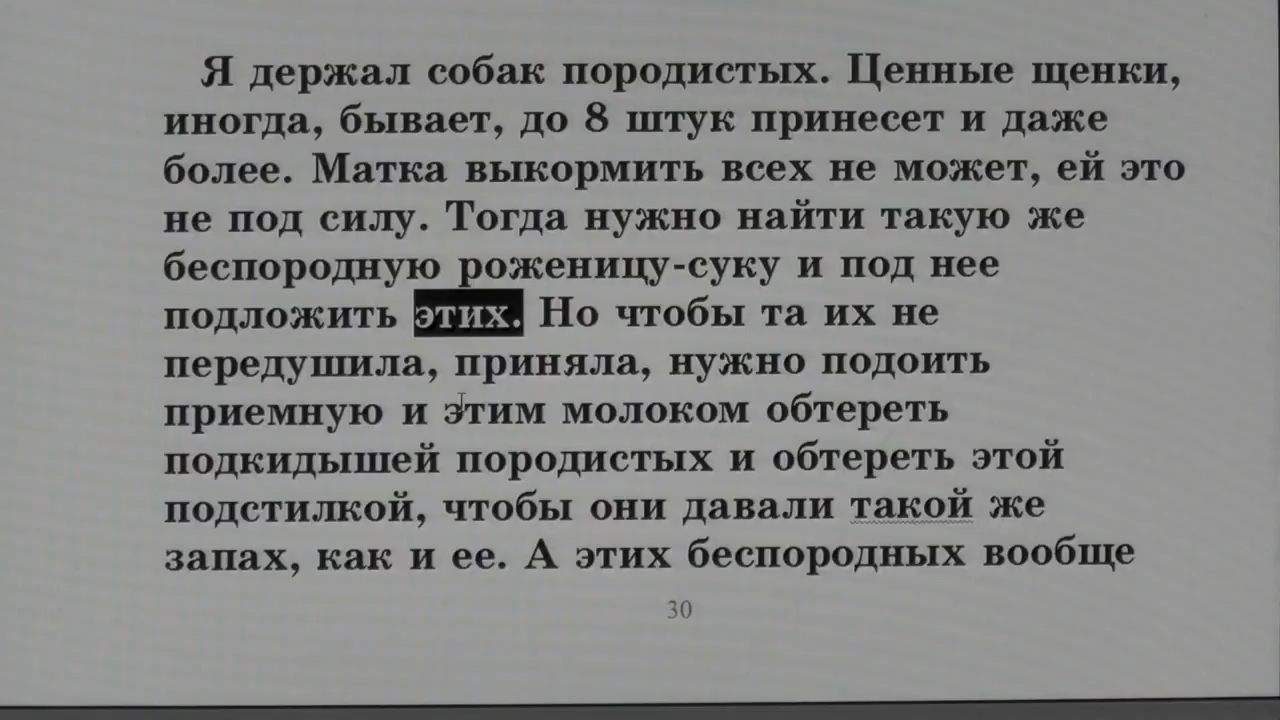 Я держал собак породистых. Ценные щенки,
иногда, бывает, до 8 штук принесет и даже
более. Матка выкормить всех не может, ей это
не под силу. Тогда нужно найти такую же
беспородную роженицу-суку и под нее
подложить этих. Но чтобы та их не
передушила, приняла, нужно подоить
приемную и этим молоком обтереть
подкидышей породистых и обтереть этой
подстилкой, чтобы они давали такой же
запах, как и ее. А этих беспородных вообще
30